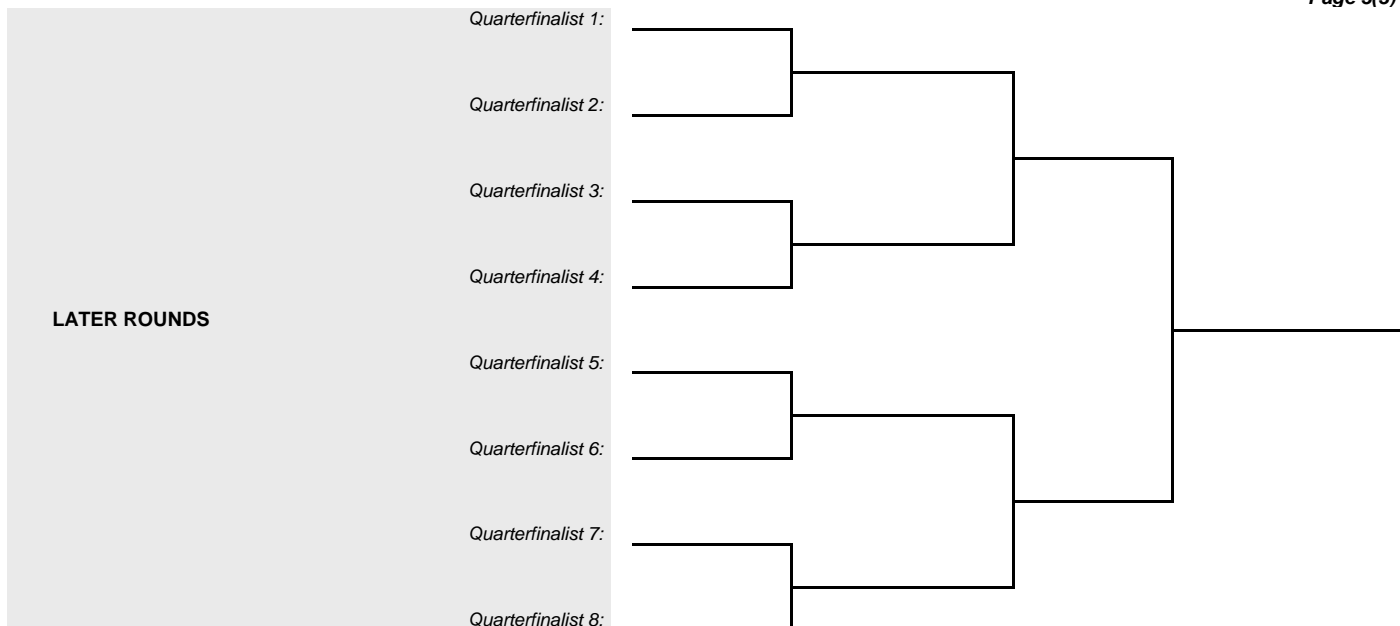 Quarterfinalist 1:
Quarterfinalist 2:
Quarterfinalist 3:
Quarterfinalist 4:
LATER ROUNDS
Quarterfinalist 5:
Quarterfinalist 6:
Quarterfinalist 7:
Quarterfinalist 8: